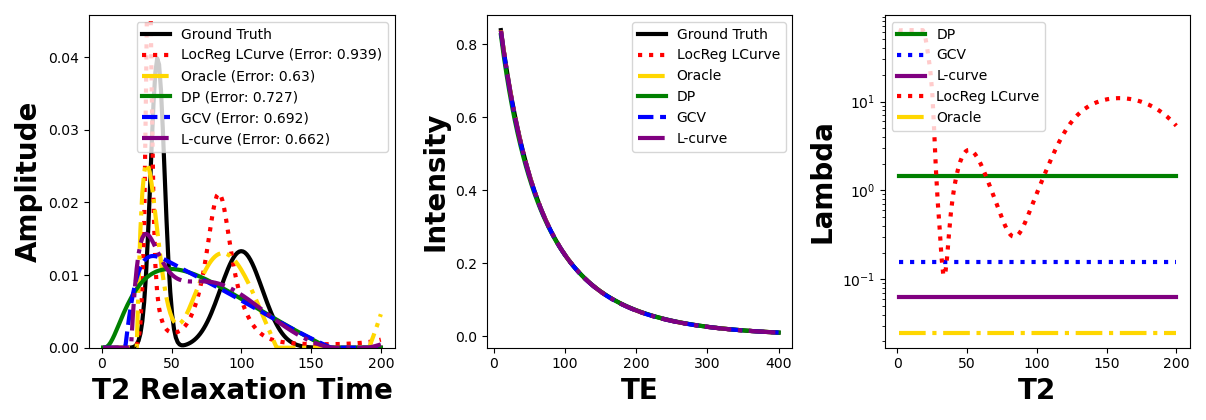 Amplitude
0.04
0.03
0.02
0.01
0.00
0
50
100
150
200
T2 Relaxation Time
Ground Truth
LocReg LCurve (Error: 0.939)
Oracle (Error: 0.63)
DP (Error: 0.727)
GCV (Error: 0.692)
L-curve (Error: 0.662)
Intensity
0.8
0.6
0.4
0.2
0.0
0
100
200
300
400
TE
Ground Truth
LocReg LCurve
Oracle
DP
GCV
L-curve
Lambda
10¹
10⁰
10⁻¹
0
50
100
150
200
T2
DP
GCV
L-curve
LocReg LCurve
Oracle